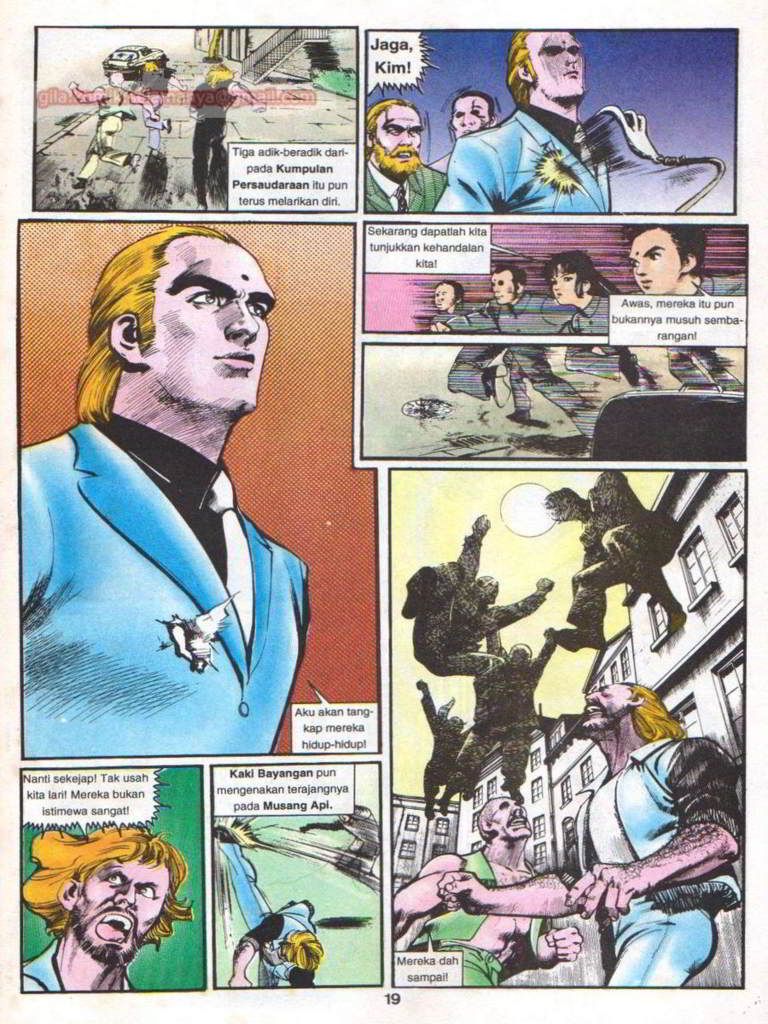 Tiga adik-beradik dari-
pada Kumpulan
Persaudaraan itu pun
terus melarikan diri.
Jaga,
Kim!
Sekarang dapatlah kita
tunjukkan kehandalan
kita!
Awas, mereka itu pun
bukannya musuh semba-
rangan!
Aku akan tang-
kap mereka
hidup-hidup!
Nanti sekejap! Tak usah
kita lari! Mereka bukan
istimewa sangat!
Kaki Bayangan pun
mengenakan terajangnya
pada Musang Api.
Mereka dah
sampai!
19